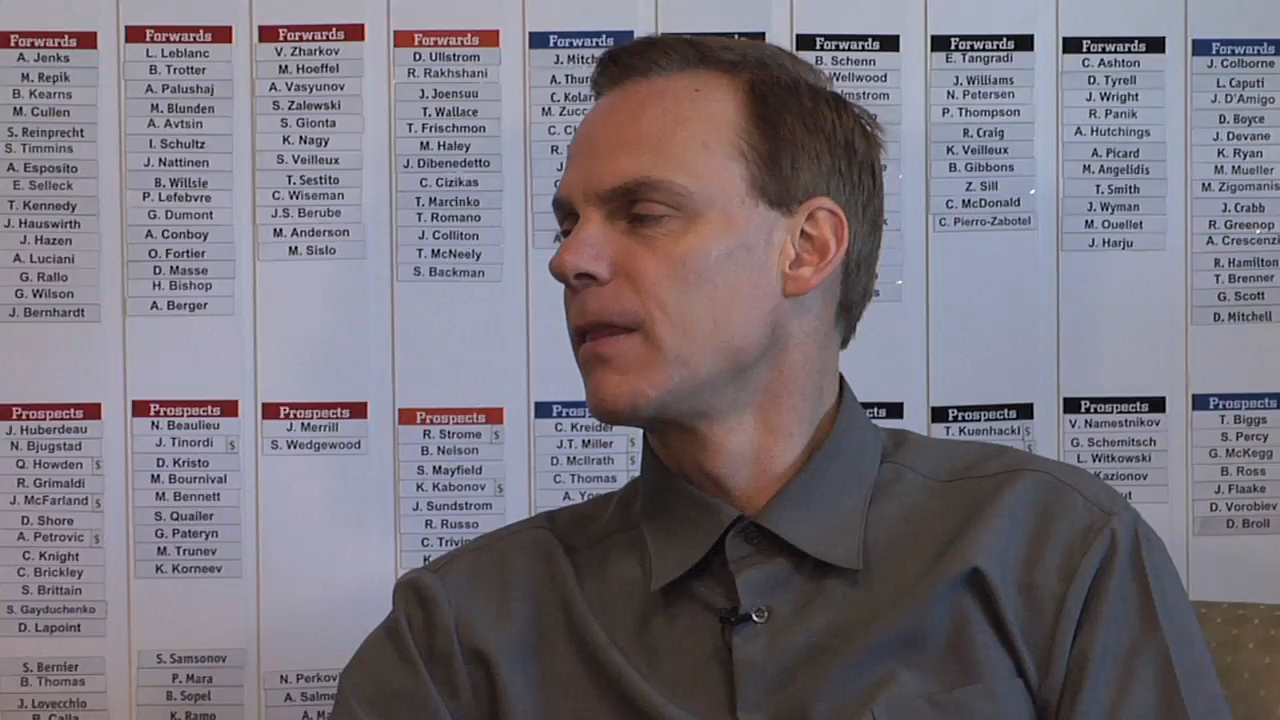 Forwards
A. Jenks
M. Repik
B. Kearns
M. Cullen
S. Reinprecht
S. Timmins
A. Esposito
E. Selleck
T. Kennedy
J. Hauswirth
J. Hazen
A. Luciani
G. Rallo
G. Wilson
J. Bernhardt
Prospects
J. Huberdeau
N. Bjugstad
Q. Howden $
R. Grimaldi
J. McFarland $
D. Shore
A. Petrovic $
C. Knight
C. Brickley
S. Brittain
S. Gayduchenko
D. Lapoint
S. Bernier
B. Thomas
J. Lovecchio
B. Calla
Forwards
L. Leblanc
B. Trotter
A. Palushaj
M. Blunden
A. Avtsin
I. Schultz
J. Nattinen
B. Willsie
P. Lefebvre
G. Dumont
A. Conboy
O. Fortier
D. Masse
H. Bishop
A. Berger
Prospects
N. Beaulieu
J. Tinordi $
D. Kristo
M. Bournival
M. Bennett
S. Quailer
G. Pateryn
M. Trunev
K. Korneev
S. Samsonov
P. Mara
B. Sopel
K. Ramo
Forwards
V. Zharkov
M. Hoeffel
A. Vasyunov
S. Zalewski
S. Gionta
K. Nagy
S. Veilleux
T. Sestito
C. Wiseman
J.S. Berube
M. Anderson
M. Sislo
Prospects
J. Merrill
S. Wedgewood
N.
A.
A.
Forwards
D. Ullstrom
R. Rakhshani
J. Joensuu
T. Wallace
T. Frischmon
M. Haley
J. Dibenedetto
C. Cizikas
T. Marcinko
T. Romano
J. Colliton
T. McNeely
S. Backman
Prospects
R. Strome $
B. Nelson
S. Mayfield
K. Kabonov $
J. Sundstrom
R. Russo
C.
Forwards
J.
A.
C.
M.
C.
R.
C. Kreider
J.T. Miller $
D. McIlrath $
C. Thomas
A.
Forwards
B. Schenn
Wellwood
Forwards
E. Tangradi
J. Williams
N. Petersen
P. Thompson
R. Craig
K. Veilleux
B. Gibbons
Z. Sill
C. McDonald
C. Pierro-Zabotel
Prospects
T. Kuenhackl $
Forwards
C. Ashton
D. Tyrell
J. Wright
R. Panik
A. Hutchings
A. Picard
M. Angelidis
T. Smith
J. Wyman
M. Ouellet
J. Harju
Prospects
V. Namestnikov
G. Schemitsch
L. Witkowski
Kazionov
Forwards
J. Colborne
L. Caputi
J. D'Amigo
D. Boyce
J. Devane
K. Ryan
M. Mueller
M. Zigomanis
J. Crabb
R. Greenop
A. Crescenzi
R. Hamilton
T. Brenner
G. Scott
D. Mitchell
Prospects
T. Biggs
S. Percy
G. McKegg
B. Ross
J. Flaake
D. Vorobiev
D. Broll